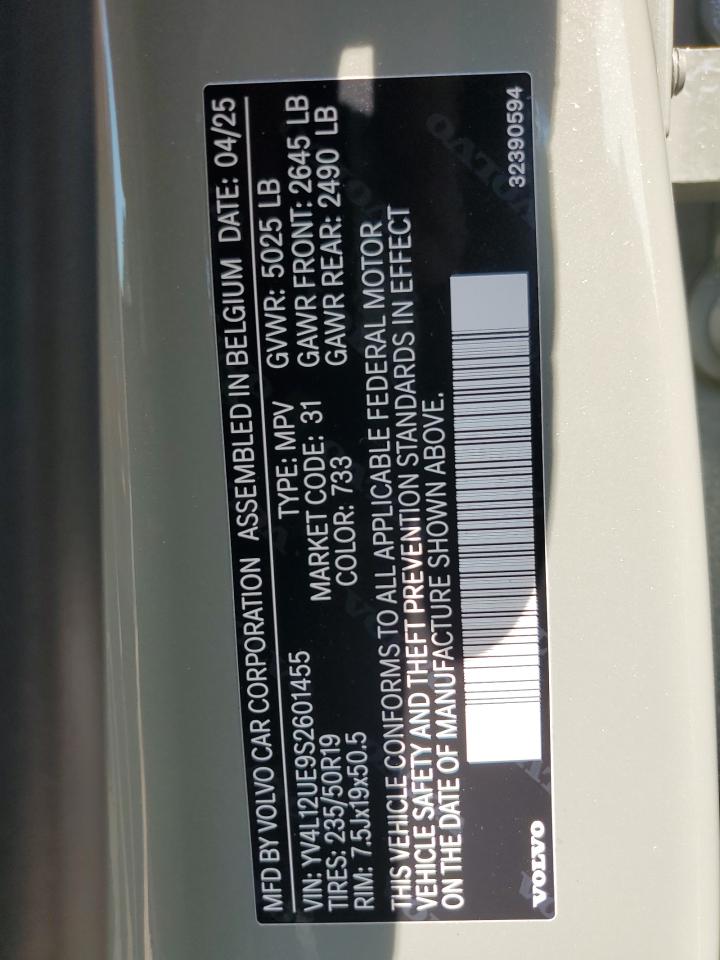 MFD BY VOLVO CAR CORPORATION ASSEMBLED IN BELGIUM DATE: 04/25
VIN: YV4L12UE9S2601455 TYPE: MPV GVWR: 5025 LB
TIRES: 235/50R19 MARKET CODE: 31 GAWR FRONT: 2645 LB
RIM: 7.5Jx19x50.5 COLOR: 733 GAWR REAR: 2490 LB
THIS VEHICLE CONFORMS TO ALL APPLICABLE FEDERAL MOTOR
VEHICLE SAFETY AND THEFT PREVENTION STANDARDS IN EFFECT
ON THE DATE OF MANUFACTURE SHOWN ABOVE.
VOLVO 32390594